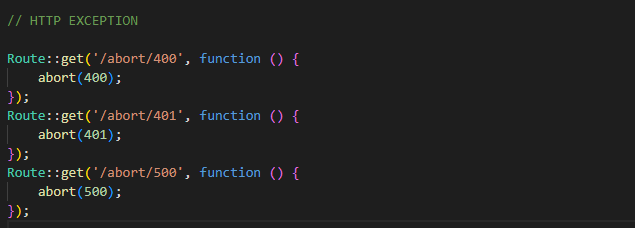 // HTTP EXCEPTION
Route::get('/abort/400', function () {
    abort(400);
});
Route::get('/abort/401', function () {
    abort(401);
});
Route::get('/abort/500', function () {
    abort(500);
});